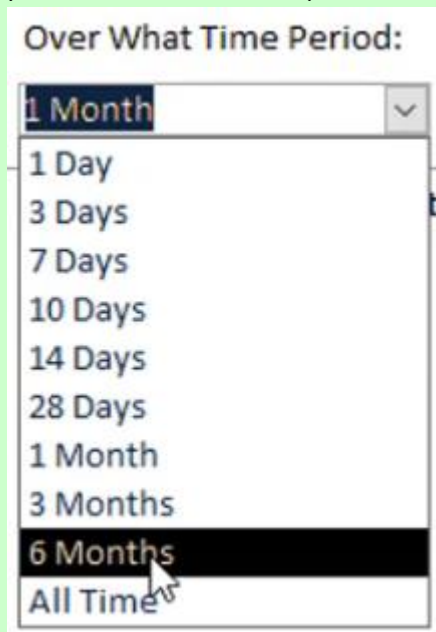 Over What Time Period:
1 Month
1 Day
3 Days
7 Days
10 Days
14 Days
28 Days
1 Month
3 Months
6 Months
All Time